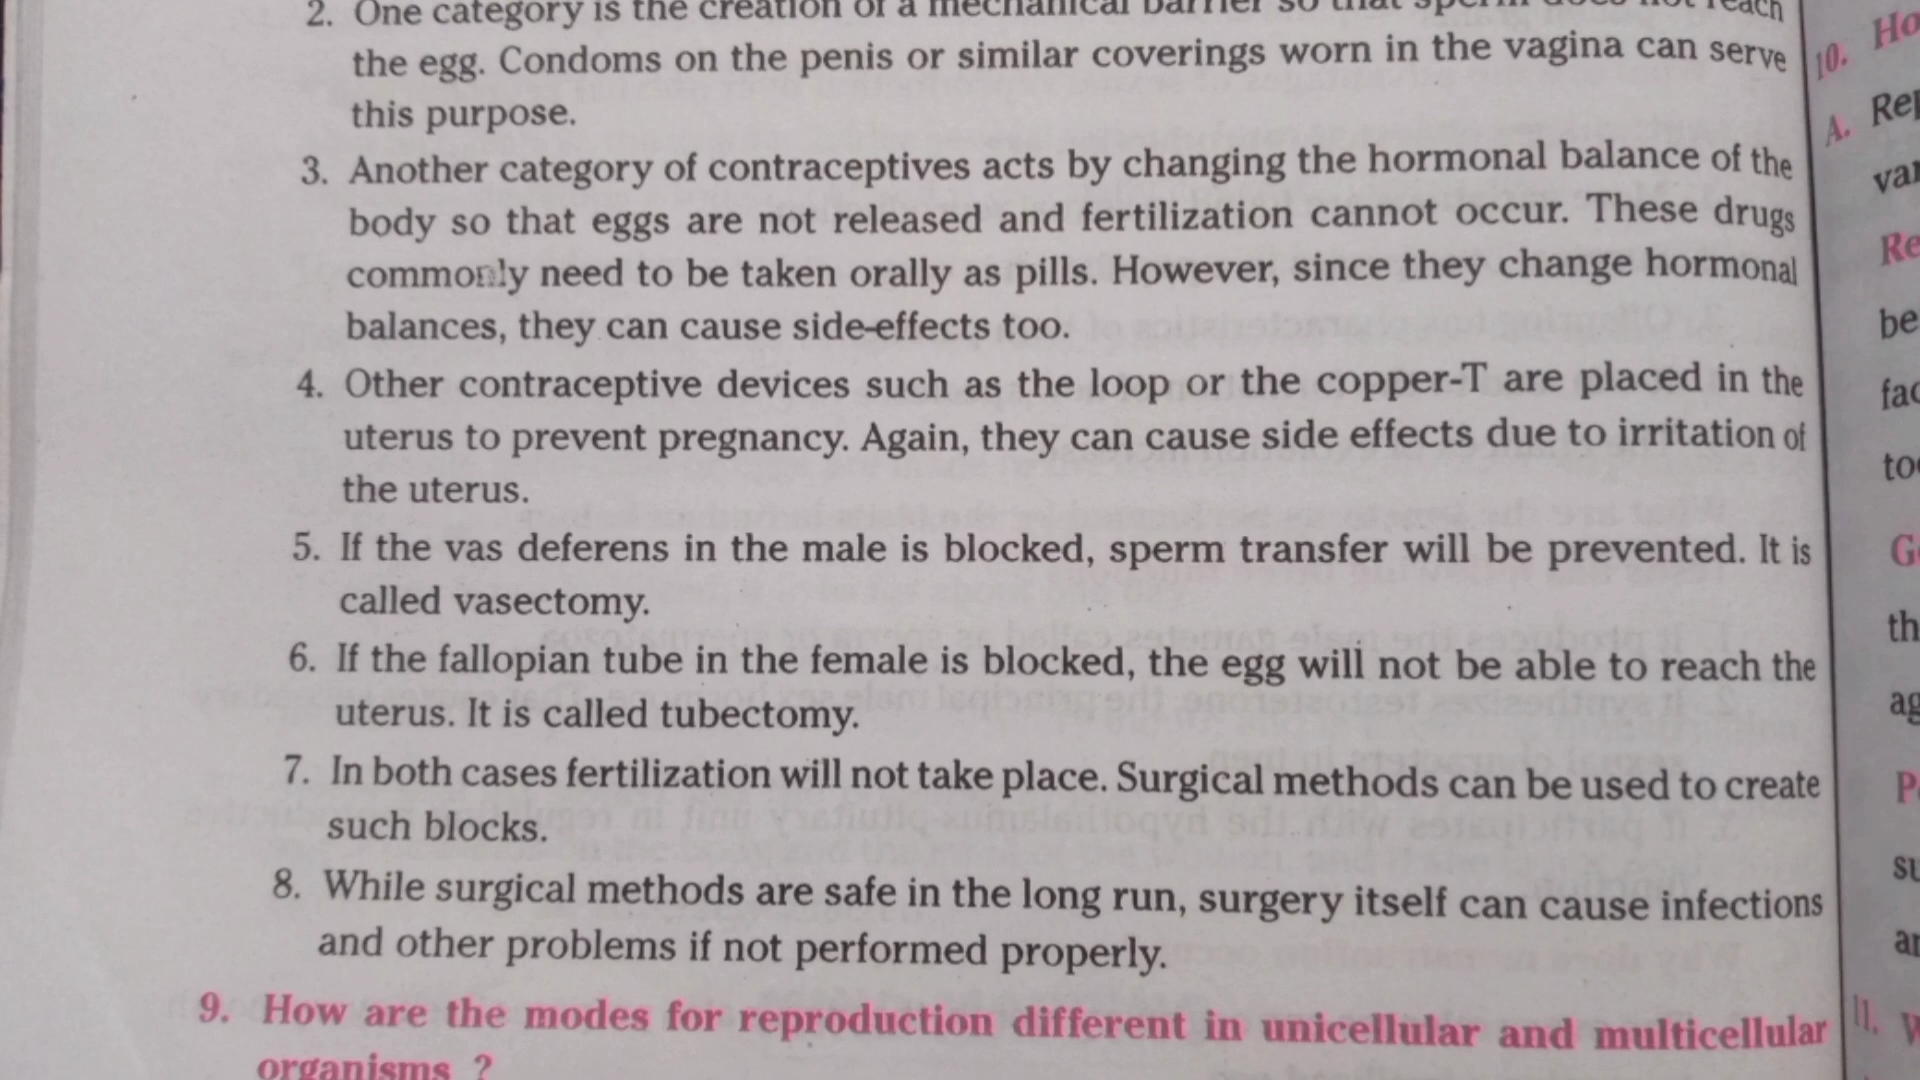 2. One category is the creation of a mechanical barrier so that sperm does not reach
the egg. Condoms on the penis or similar coverings worn in the vagina can serve
this purpose.
3. Another category of contraceptives acts by changing the hormonal balance of the
body so that eggs are not released and fertilization cannot occur. These drugs
commonly need to be taken orally as pills. However, since they change hormonal
balances, they can cause side-effects too.
4. Other contraceptive devices such as the loop or the copper-T are placed in the
uterus to prevent pregnancy. Again, they can cause side effects due to irritation of
the uterus.
5. If the vas deferens in the male is blocked, sperm transfer will be prevented. It is
called vasectomy.
6. If the fallopian tube in the female is blocked, the egg will not be able to reach the
uterus. It is called tubectomy.
7. In both cases fertilization will not take place. Surgical methods can be used to create
such blocks.
8. While surgical methods are safe in the long run, surgery itself can cause infections
and other problems if not performed properly.
9. How are the modes for reproduction different in unicellular and multicellular
organisms ?
10.
A.
11.